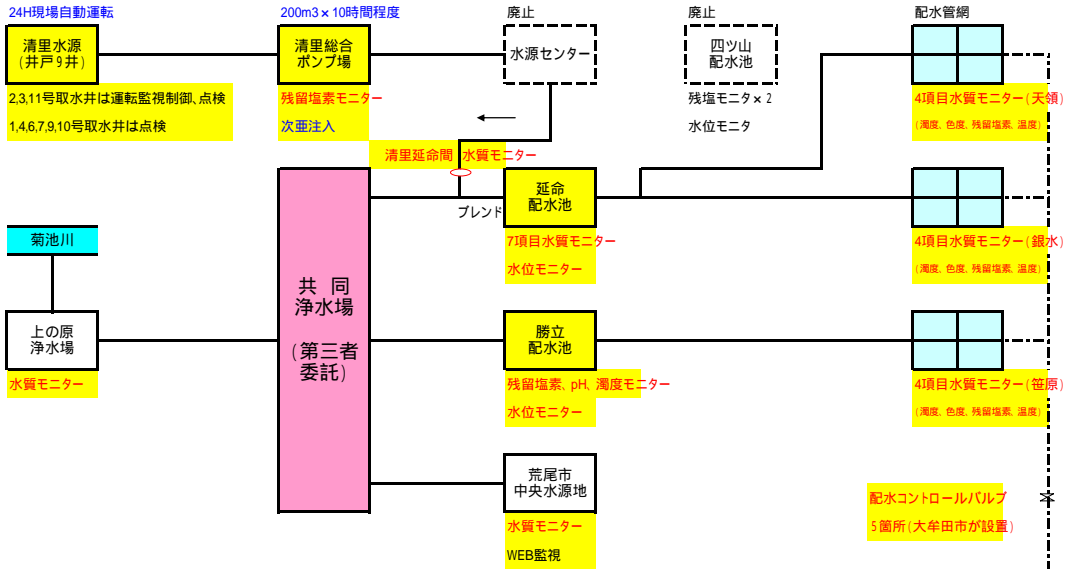 24H現場自動運転
200m3×10時間程度
廃止
廃止
配水管網
清里水源
(井戸9井)
清里総合
ポンプ場
水源センター
四ツ山
配水池
2,3,11号取水井は運転監視制御、点検
1,4,6,7,9,10号取水井は点検
残留塩素モニター
次亜注入
残塩モニタ×2
水位モニタ
4項目水質モニター(天領)
(濁度、色度、残留塩素、温度)
清里延命間 水質モニター
延命
配水池
ブレンド
7項目水質モニター
水位モニター
4項目水質モニター(銀水)
(濁度、色度、残留塩素、温度)
菊池川
上の原
浄水場
水質モニター
共 同
浄水場
(第三者
委託)
勝立
配水池
残留塩素、pH、濁度モニター
水位モニター
4項目水質モニター(笹原)
(濁度、色度、残留塩素、温度)
荒尾市
中央水源地
水質モニター
WEB監視
配水コントロールバルブ
5箇所(大牟田市が設置)